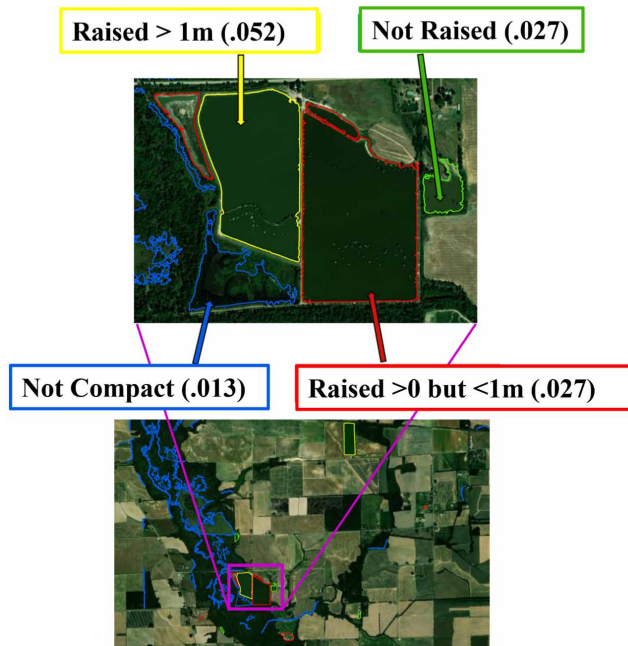 Raised > 1m (.052)
Not Raised (.027)
Not Compact (.013)
Raised >0 but <1m (.027)